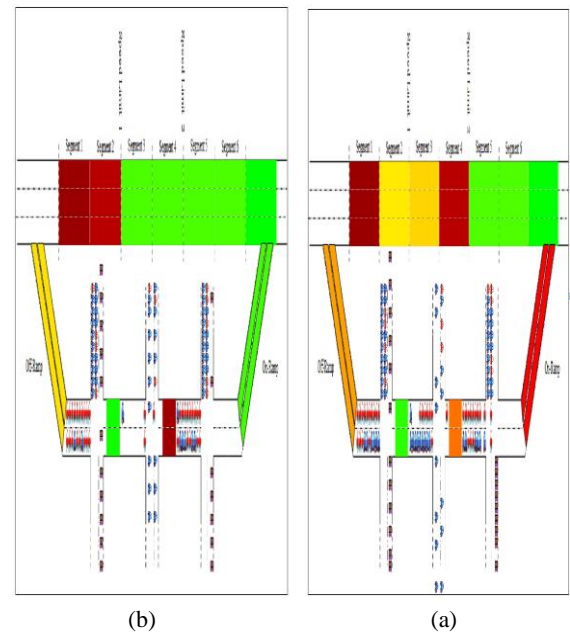 Segment 1
Segment 2
Segment 3
Segment 4
Segment 5
Segment 6
Off-Ramp
On-Ramp
Segment 1
Segment 2
Segment 3
Segment 4
Segment 5
Segment 6
Off-Ramp
On-Ramp
(b)
(a)